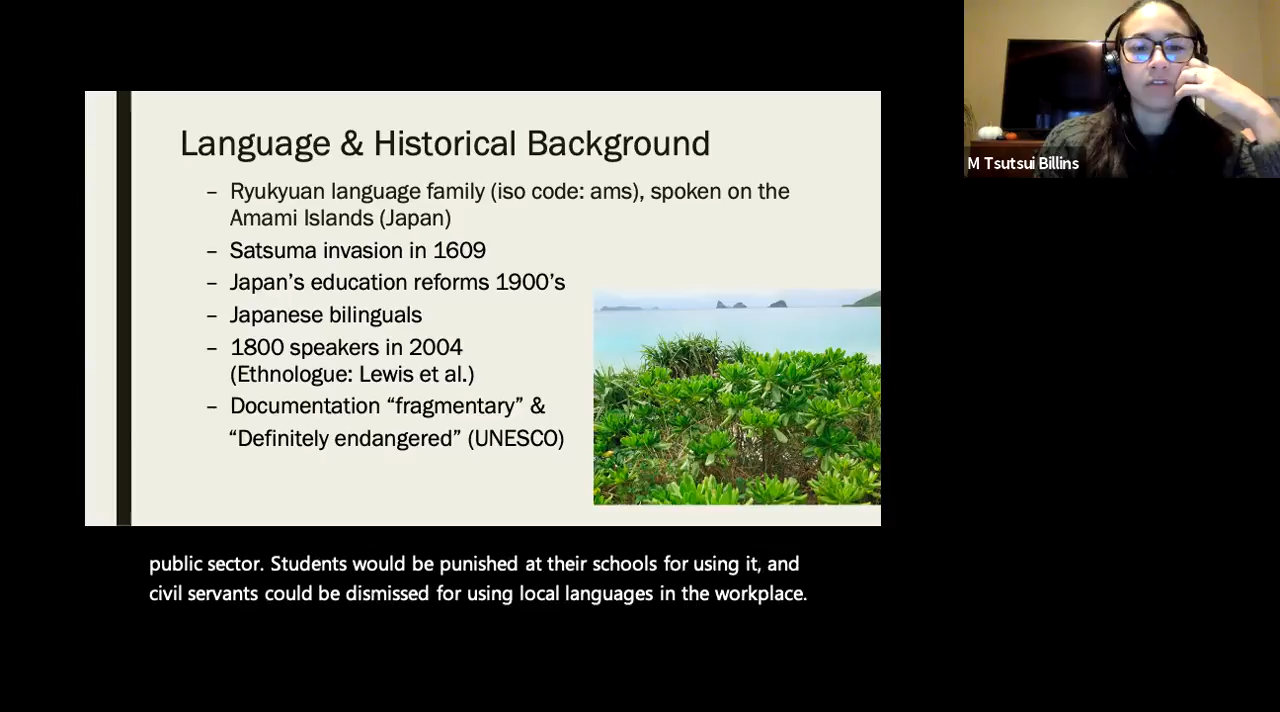 Language & Historical Background
– Ryukyuan language family (iso code: ams), spoken on the
Amami Islands (Japan)
– Satsuma invasion in 1609
– Japan’s education reforms 1900’s
– Japanese bilinguals
– 1800 speakers in 2004
(Ethnologue: Lewis et al.)
– Documentation “fragmentary” &
“Definitely endangered” (UNESCO)
M Tsutsui Billins
public sector. Students would be punished at their schools for using it, and
civil servants could be dismissed for using local languages in the workplace.